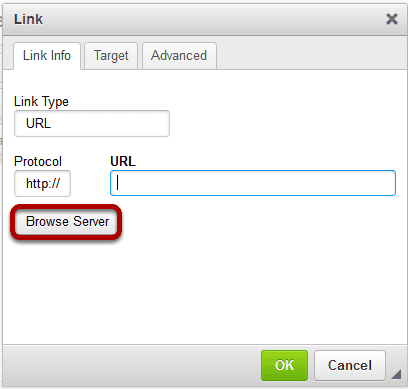 Link
Link Info Target Advanced
Link Type
URL
Protocol URL
http://
Browse Server
OK Cancel